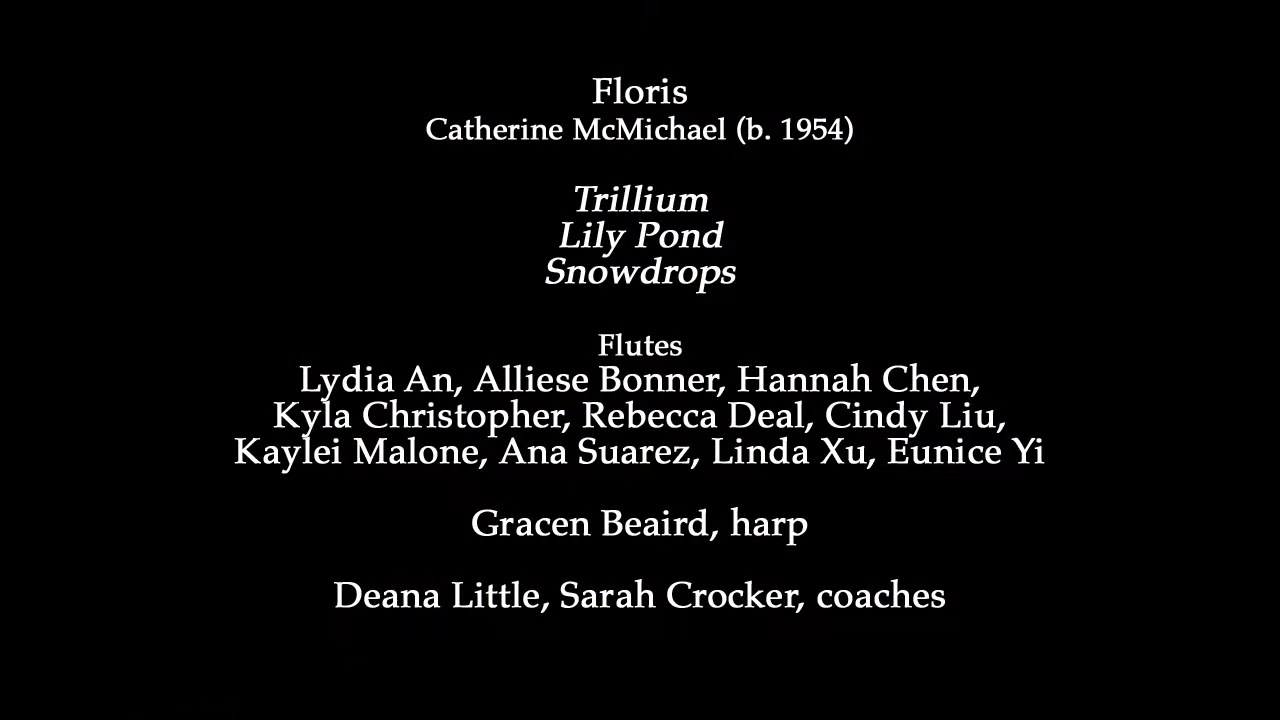 Floris
Catherine McMichael (b. 1954)
Trillium
Lily Pond
Snowdrops
Flutes
Lydia An, Alliese Bonner, Hannah Chen,
Kyla Christopher, Rebecca Deal, Cindy Liu,
Kaylei Malone, Ana Suarez, Linda Xu, Eunice Yi
Gracen Beaird, harp
Deana Little, Sarah Crocker, coaches